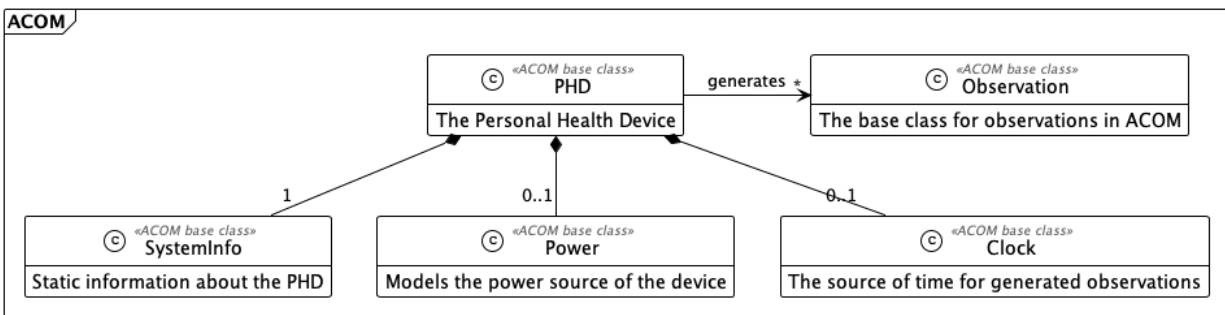 ACOM
«ACOM base class»
C PHD
The Personal Health Device
generates *
«ACOM base class»
C Observation
The base class for observations in ACOM
1
0..1
0..1
«ACOM base class»
C SystemInfo
Static information about the PHD
«ACOM base class»
C Power
Models the power source of the device
«ACOM base class»
C Clock
The source of time for generated observations